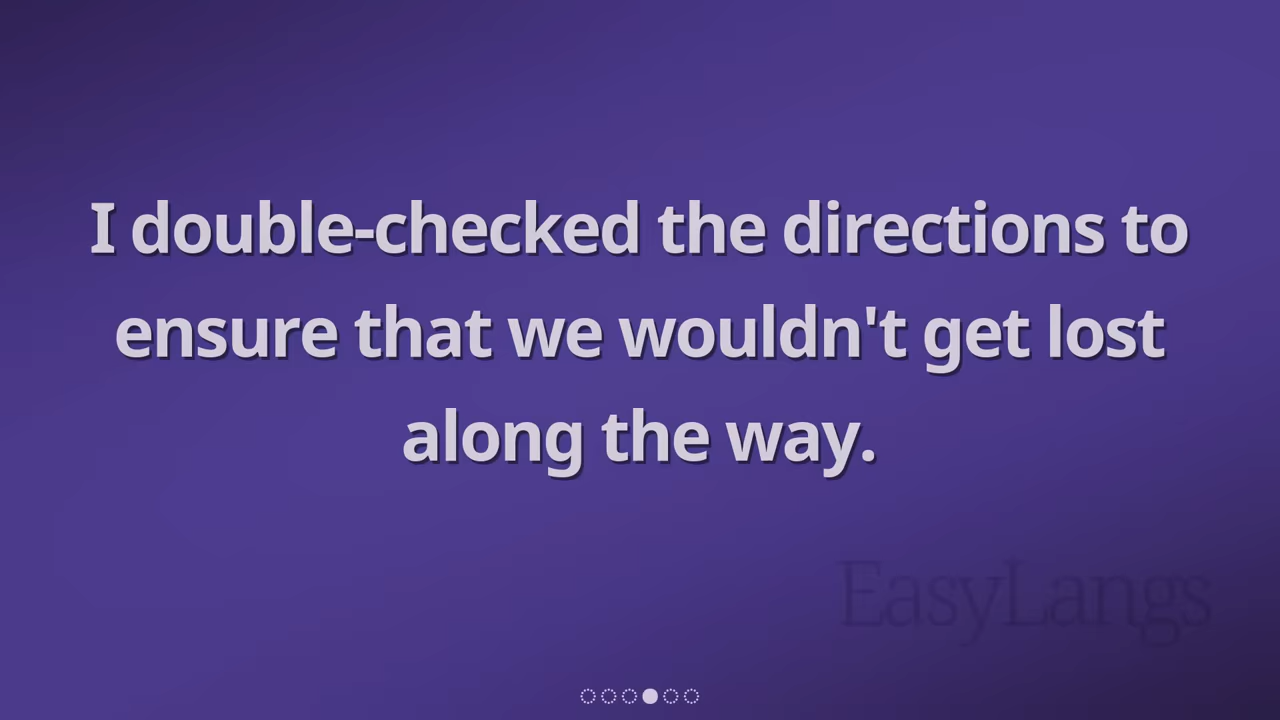 I double-checked the directions to
ensure that we wouldn't get lost
along the way.
EasyLangs